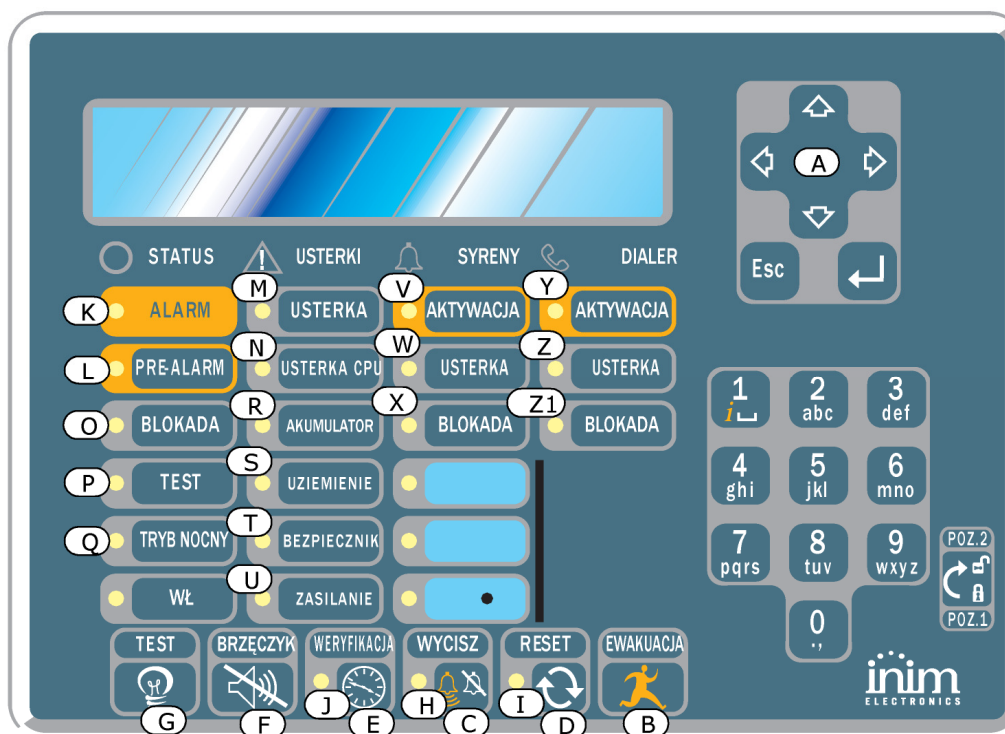 A
STATUS USTERKI SYRENY DIALER
Esc
M V Y
K ALARM USTERKA AKTYWACJA AKTYWACJA
N W Z
L PRE-ALARM USTERKA CPU USTERKA USTERKA
R X Z1
O BLOKADA AKUMULATOR BLOKADA BLOKADA
S
P TEST UZIEMIENIE
T
Q TRYB NOCNY BEZPIECZNIK
U
WŁ ZASILANIE
1 2 3
i abc def
4 5 6
ghi jkl mno
7 8 9
pqrs tuv wxyz
0
.,
POZ.2
POZ.1
TEST BRZĘCZYK WERYFIKACJA WYCISZ RESET EWAKUACJA
J H I
G F E C D B
inim
ELECTRONICS